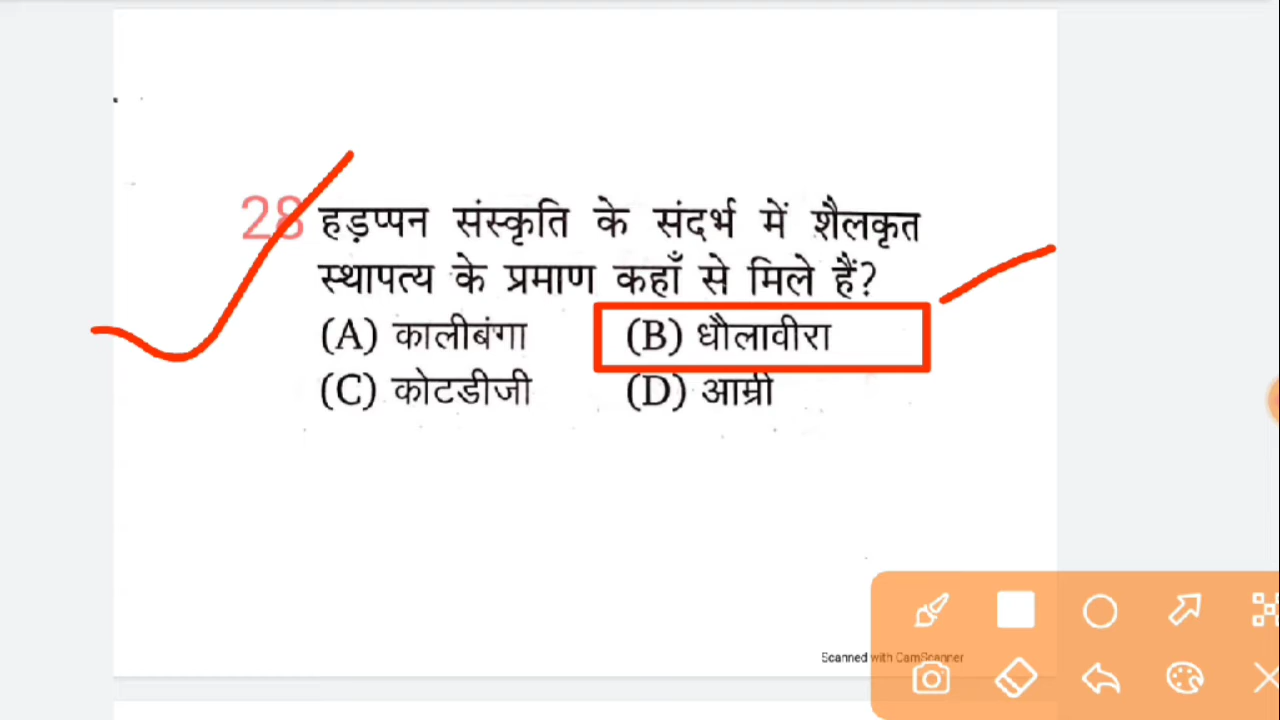 28 हड़प्पन संस्कृति के संदर्भ में शैलकृत
स्थापत्य के प्रमाण कहाँ से मिले हैं?
(A) कालीबंगा (B) धौलावीरा
(C) कोटडीजी (D) आम्री
Scanned with CamScanner